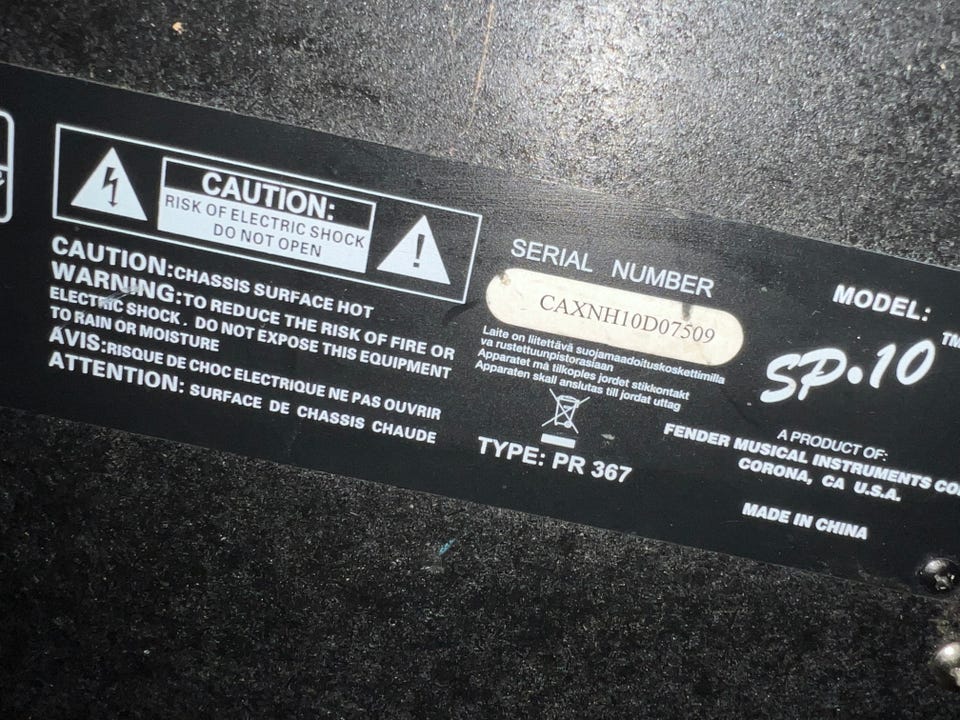 CAUTION:
RISK OF ELECTRIC SHOCK
DO NOT OPEN
CAUTION:CHASSIS SURFACE HOT
WARNING:TO REDUCE THE RISK OF FIRE OR
ELECTRIC SHOCK. DO NOT EXPOSE THIS EQUIPMENT
TO RAIN OR MOISTURE
AVIS:RISQUE DE CHOC ELECTRIQUE NE PAS OUVRIR
ATTENTION: SURFACE DE CHASSIS CHAUDE
SERIAL NUMBER
CAXNH10D07509
Laite on liitettävä suojamaadoituskoskettimilla
va rustettuunpistorasiaan
Apparatet må tilkoples jordet stikkontakt
Apparaten skall anslutas till jordat uttag
TYPE: PR 367
MODEL:
SP•10 TM
A PRODUCT OF:
FENDER MUSICAL INSTRUMENTS
CORONA, CA U.S.A.
MADE IN CHINA